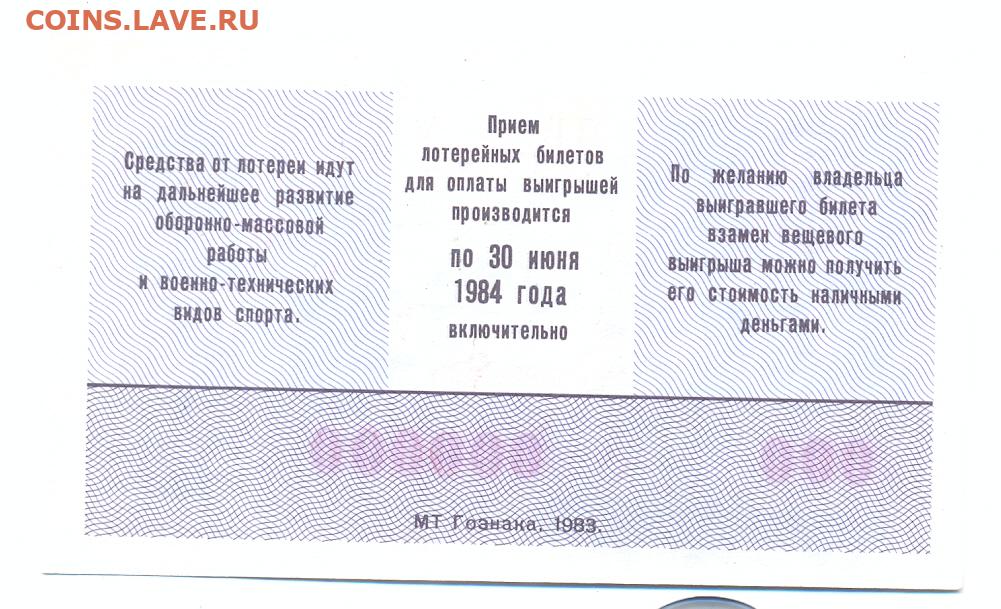 COINS.LAVE.RU
Средства от лотереи идут
на дальнейшее развитие
оборонно-массовой
работы
и военно-технических
видов спорта.
Прием
лотерейных билетов
для оплаты выигрышей
производится
по 30 июня
1984 года
включительно
По желанию владельца
выигравшего билета
взамен вещевого
выигрыша можно получить
его стоимость наличными
деньгами.
МТ Гознака. 1983.